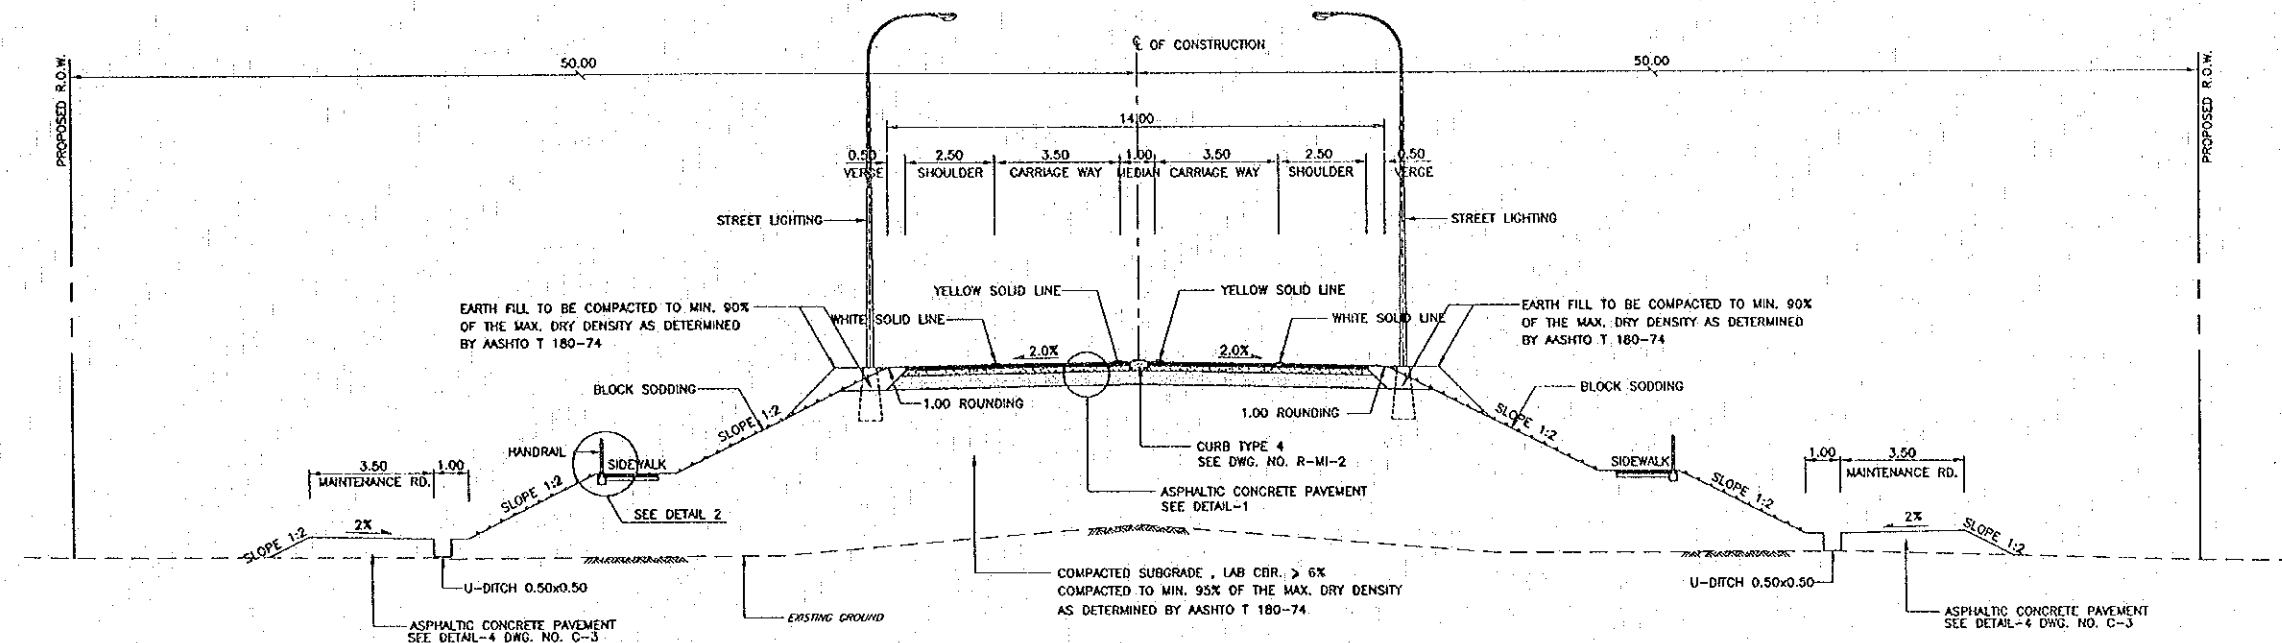 ℄ OF CONSTRUCTION
50.00
50.00
PROPOSED R.O.W.
PROPOSED R.O.W.
14.00
0.50 2.50 3.50 1.00 3.50 2.50 0.50
VERGE SHOULDER CARRIAGE WAY MEDIAN CARRIAGE WAY SHOULDER VERGE
STREET LIGHTING
STREET LIGHTING
YELLOW SOLID LINE
YELLOW SOLID LINE
WHITE SOLID LINE
WHITE SOLID LINE
EARTH FILL TO BE COMPACTED TO MIN. 90%
OF THE MAX. DRY DENSITY AS DETERMINED
BY AASHTO T 180-74
EARTH FILL TO BE COMPACTED TO MIN. 90%
OF THE MAX. DRY DENSITY AS DETERMINED
BY AASHTO T 180-74
2.0%
2.0%
BLOCK SODDING
BLOCK SODDING
1.00 ROUNDING
1.00 ROUNDING
SLOPE 1:2
SLOPE 1:2
HANDRAIL
SIDEWALK
SIDEWALK
CURB TYPE 4
SEE DWG. NO. R-MI-2
3.50 1.00
MAINTENANCE RD.
1.00 3.50
MAINTENANCE RD.
SLOPE 1:2
SLOPE 1:2
ASPHALTIC CONCRETE PAVEMENT
SEE DETAIL-1
SEE DETAIL 2
2%
2%
SLOPE 1:2
SLOPE 1:2
U-DITCH 0.50x0.50
U-DITCH 0.50x0.50
COMPACTED SUBGRADE , LAB > 6%
COMPACTED TO MIN. 95% OF THE MAX. DRY DENSITY
AS DETERMINED BY AASHTO T 180-74
EXISTING GROUND
ASPHALTIC CONCRETE PAVEMENT
SEE DETAIL-4 DWG. NO. C-3
ASPHALTIC CONCRETE PAVEMENT
SEE DETAIL-4 DWG. NO. C-3